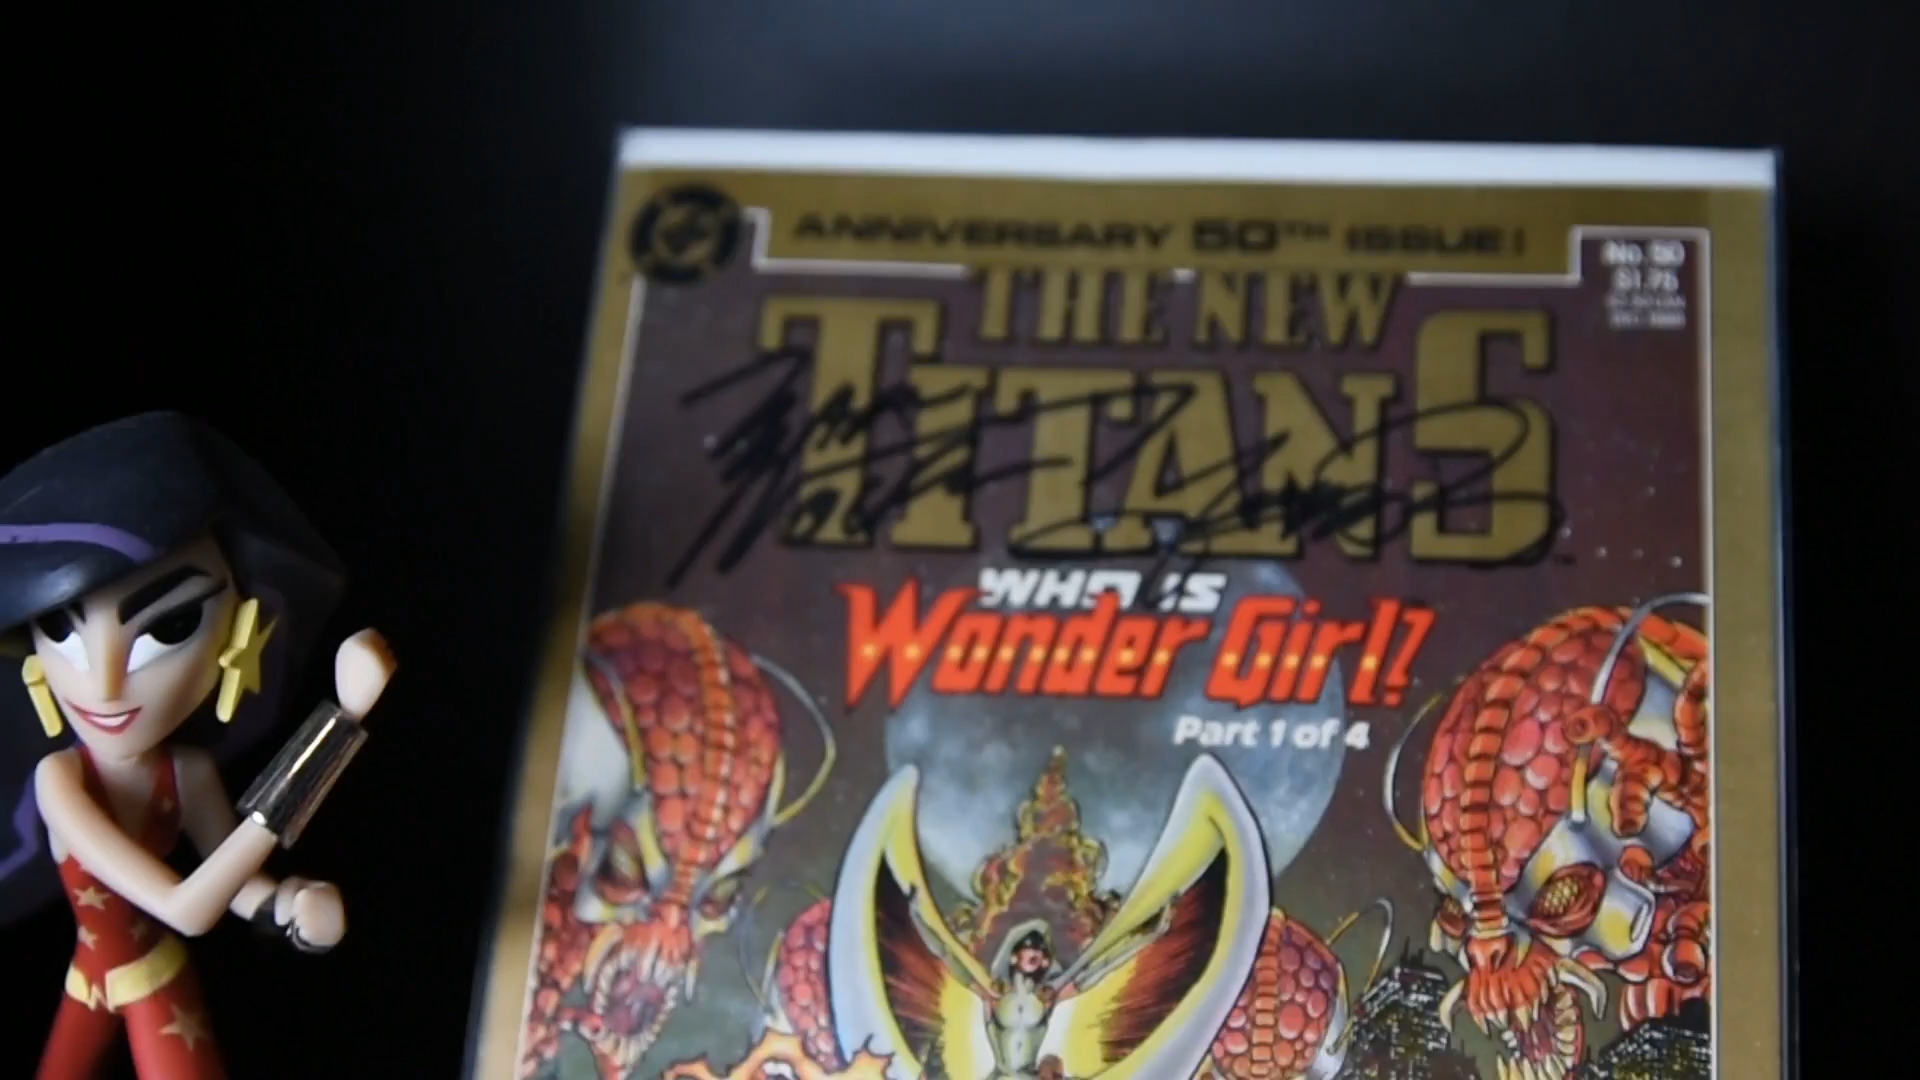 ANNIVERSARY 50TH ISSUE!
No. 50
$1.75
THE NEW
TITANS
WHO IS
Wonder Girl?
Part 1 of 4